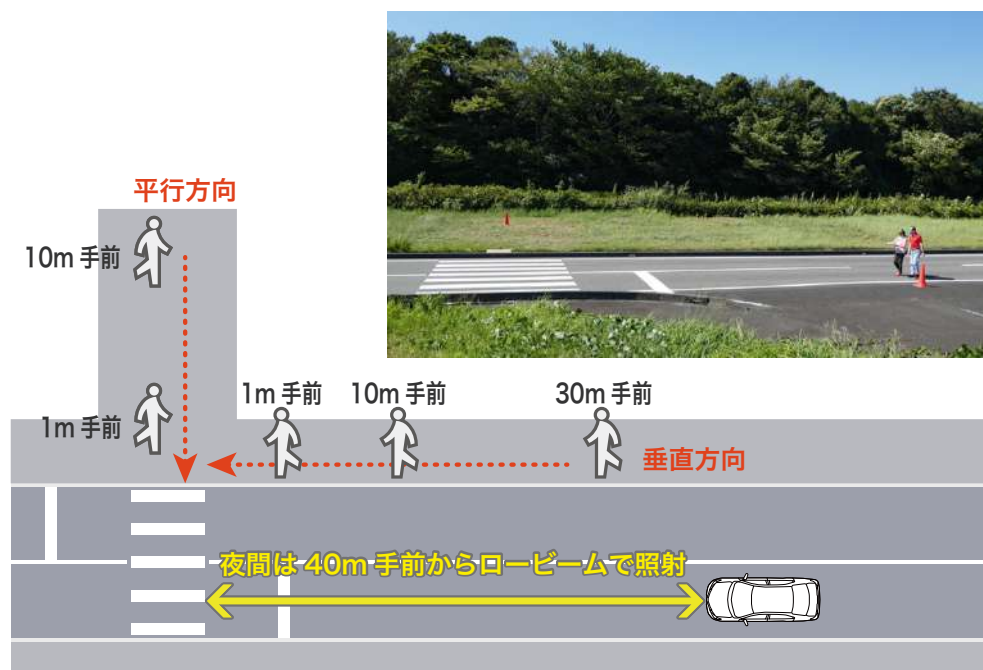 平行方向
10m 手前
1m 手前
1m 手前
10m 手前
30m 手前
垂直方向
夜間は 40m 手前からロービームで照射